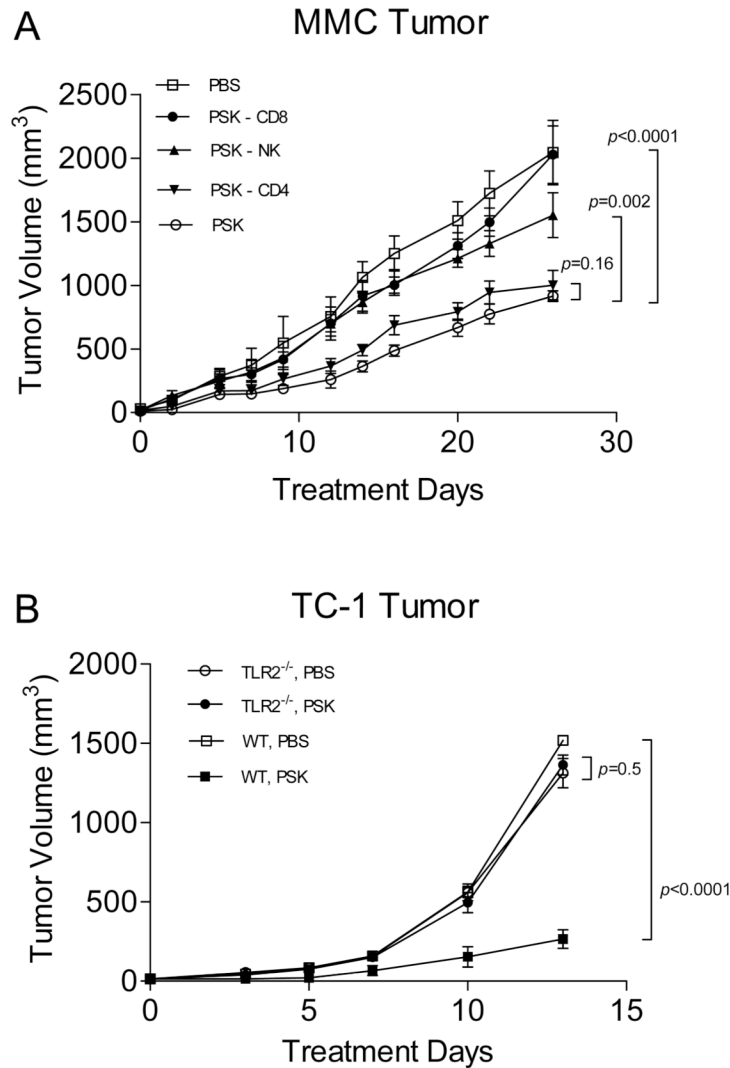 A
MMC Tumor
PBS
PSK - CD8
PSK - NK
PSK - CD4
PSK
2500
2000
1500
1000
500
0
Tumor Volume (mm³)
p<0.0001
p=0.002
p=0.16
0
10
20
30
Treatment Days
B
TC-1 Tumor
TLR2⁻/⁻, PBS
TLR2⁻/⁻, PSK
WT, PBS
WT, PSK
2000
1500
1000
500
0
Tumor Volume (mm³)
p=0.5
p<0.0001
0
5
10
15
Treatment Days